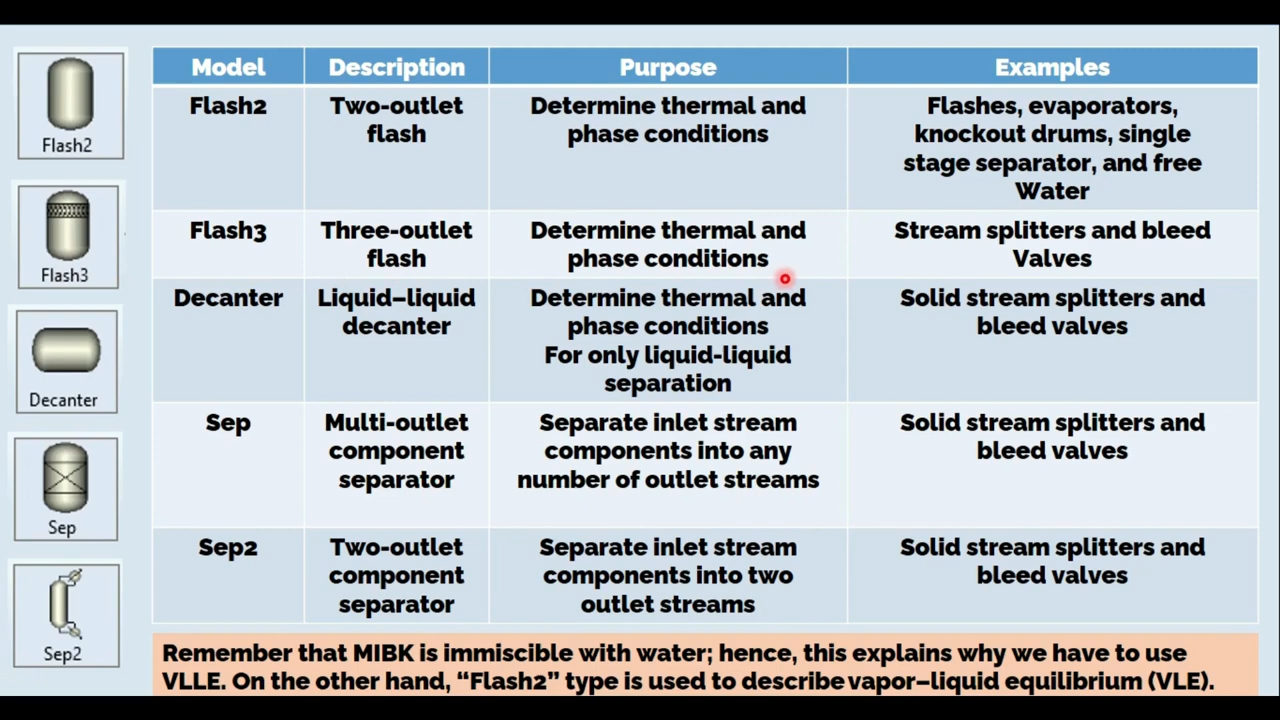 Flash2
Flash3
Decanter
Sep
Sep2
Model Description Purpose Examples
Flash2
Two-outlet
flash
Determine thermal and
phase conditions
Flashes, evaporators,
knockout drums, single
stage separator, and free
Water
Flash3
Three-outlet
flash
Determine thermal and
phase conditions
Stream splitters and bleed
Valves
Decanter
Liquid–liquid
decanter
Determine thermal and
phase conditions
For only liquid-liquid
separation
Solid stream splitters and
bleed valves
Sep
Multi-outlet
component
separator
Separate inlet stream
components into any
number of outlet streams
Solid stream splitters and
bleed valves
Sep2
Two-outlet
component
separator
Separate inlet stream
components into two
outlet streams
Solid stream splitters and
bleed valves
Remember that MIBK is immiscible with water; hence, this explains why we have to use
VLLE. On the other hand, “Flash2” type is used to describe vapor–liquid equilibrium (VLE).